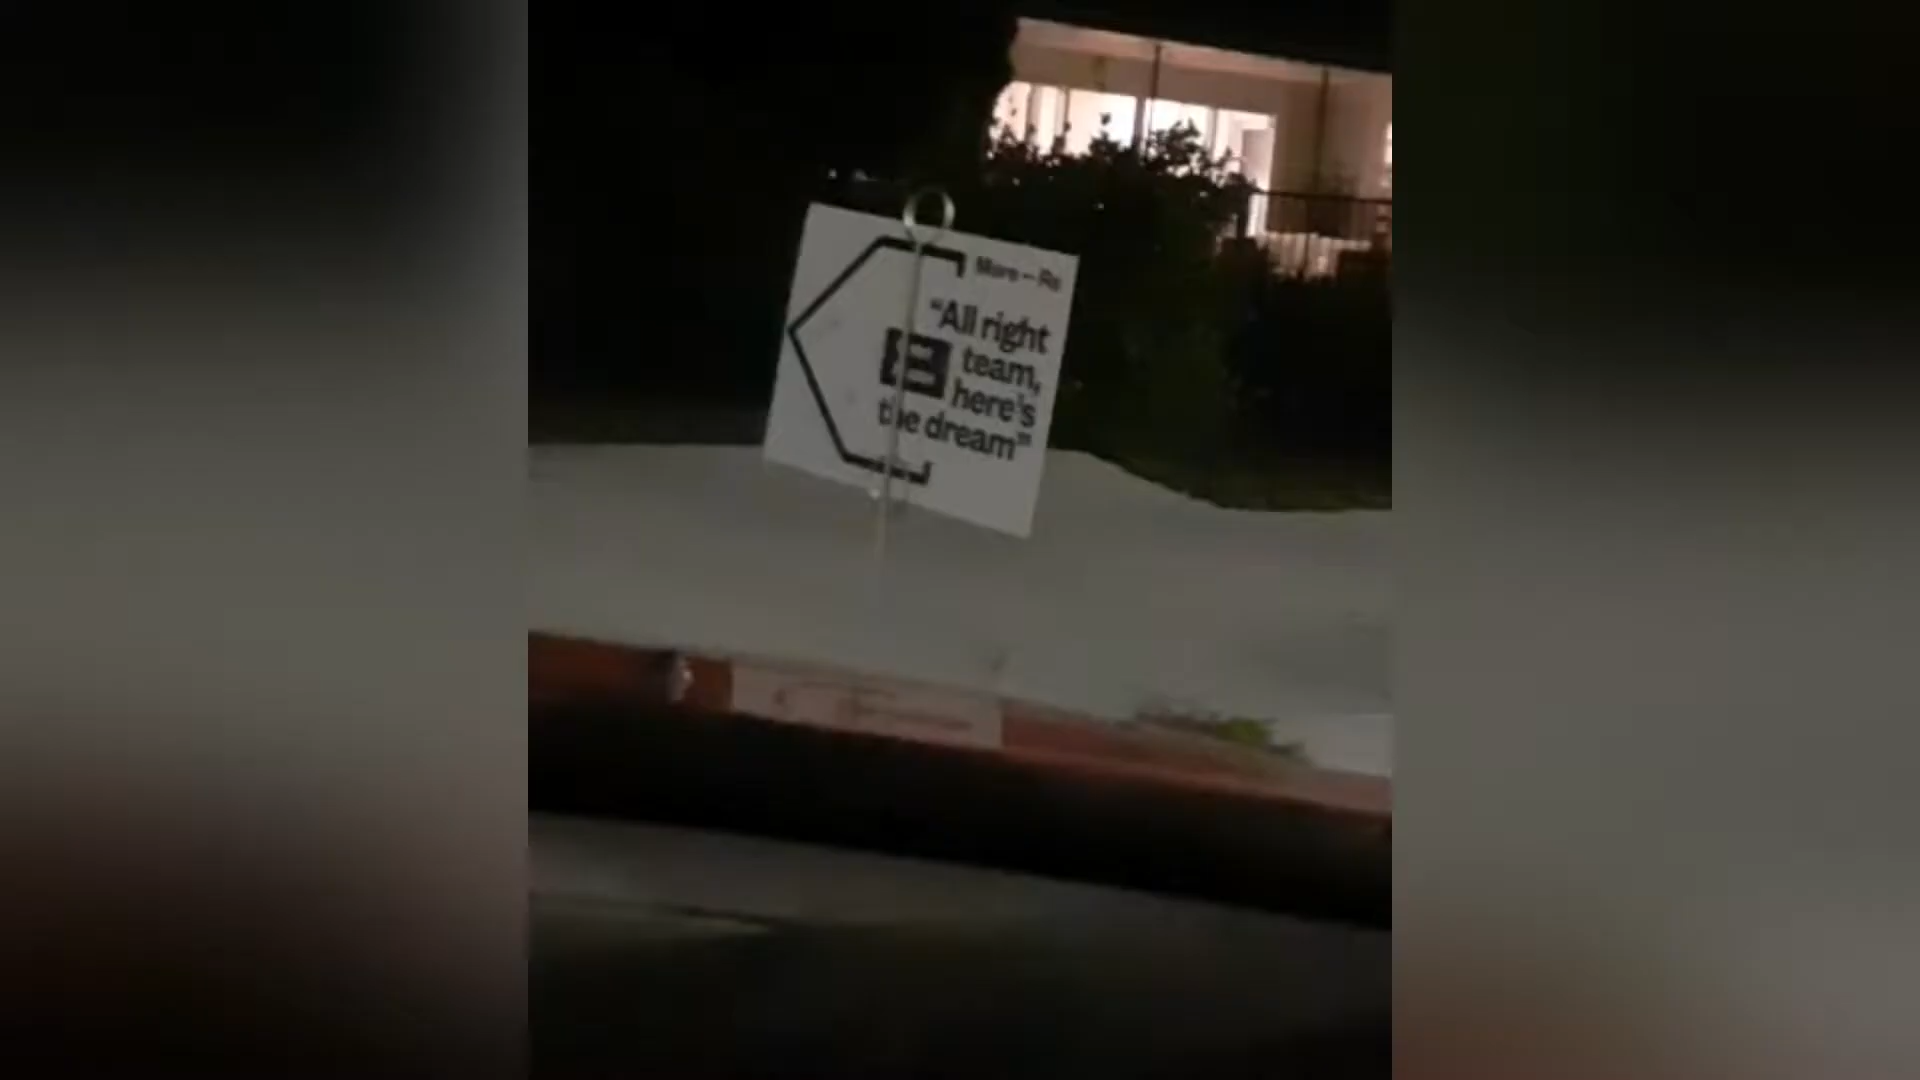 "All right
team,
here's
the dream"